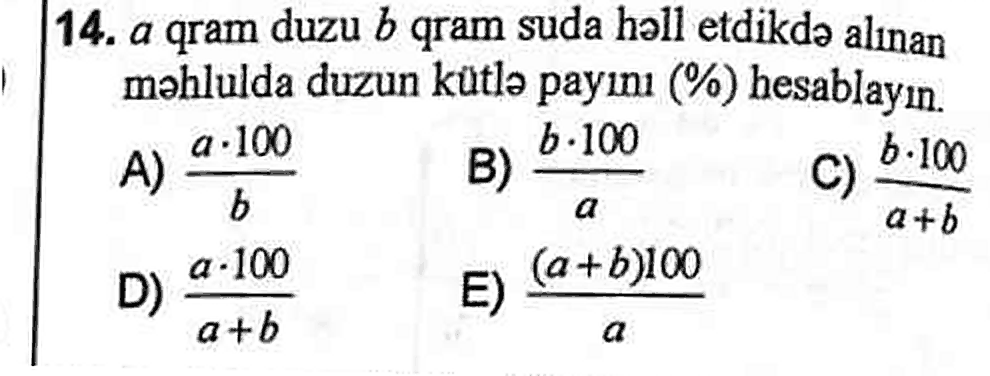 14. a qram duzu b qram suda həll etdikdə alınan
məhlulda duzun kütlə payını (%) hesablayın.
A) a·100/b B) b·100/a C) b·100/a+b
D) a·100/a+b E) (a+b)100/a